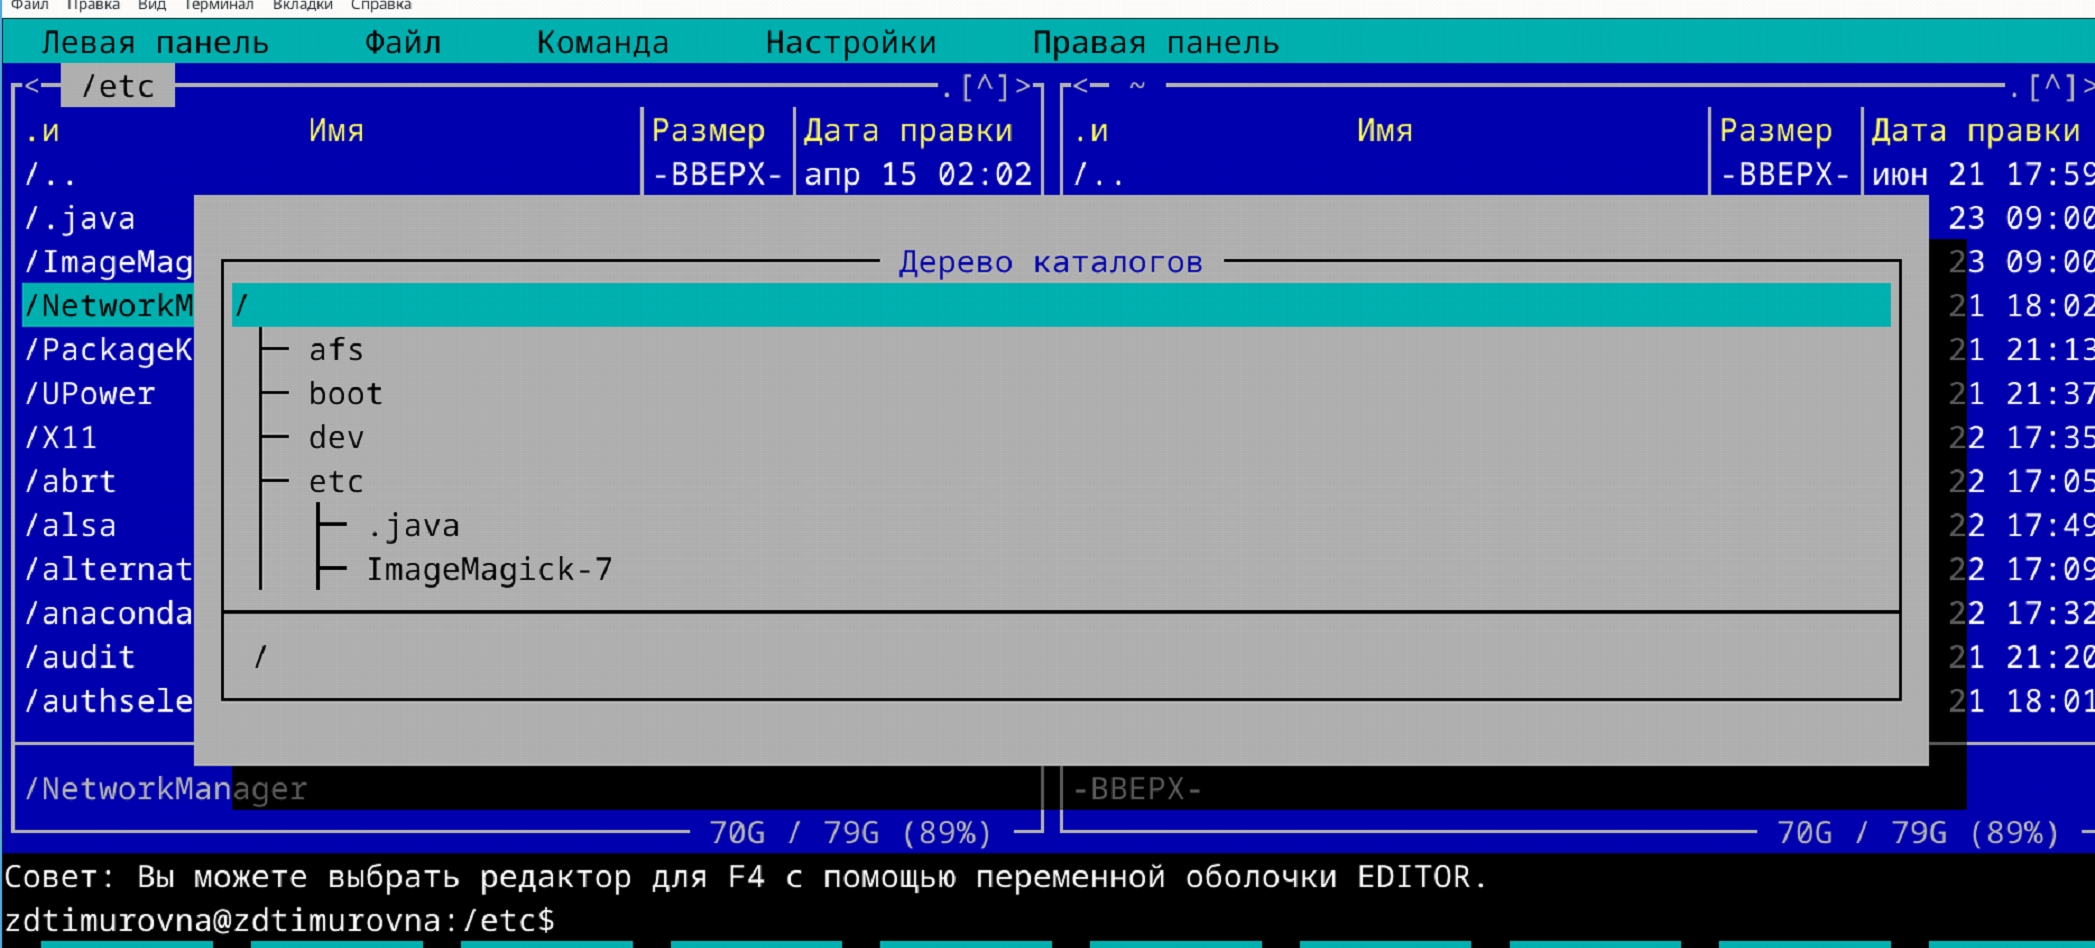 Файл Правка Вид Терминал Вкладки Справка
Левая панель Файл Команда Настройки Правая панель
<─ /etc .[^]> <─ ~ .[^]>
.и Имя Размер Дата правки .и Имя Размер Дата правки
/.. -ВВЕРХ- апр 15 02:02 /.. -ВВЕРХ- июн 21 17:59
/.java 23 09:00
/ImageMag Дерево каталогов 23 09:00
/NetworkM / 21 18:02
/PackageK afs 21 21:13
/UPower boot 21 21:37
/X11 dev 22 17:35
/abrt etc 22 17:05
/alsa .java 22 17:49
/alternat ImageMagick-7 22 17:09
/anaconda 22 17:32
/audit / 21 21:20
/authsele 21 18:01
/NetworkManager -ВВЕРХ-
70G / 79G (89%) 70G / 79G (89%)
Совет: Вы можете выбрать редактор для F4 с помощью переменной оболочки EDITOR.
zdtimurovna@zdtimurovna:/etc$